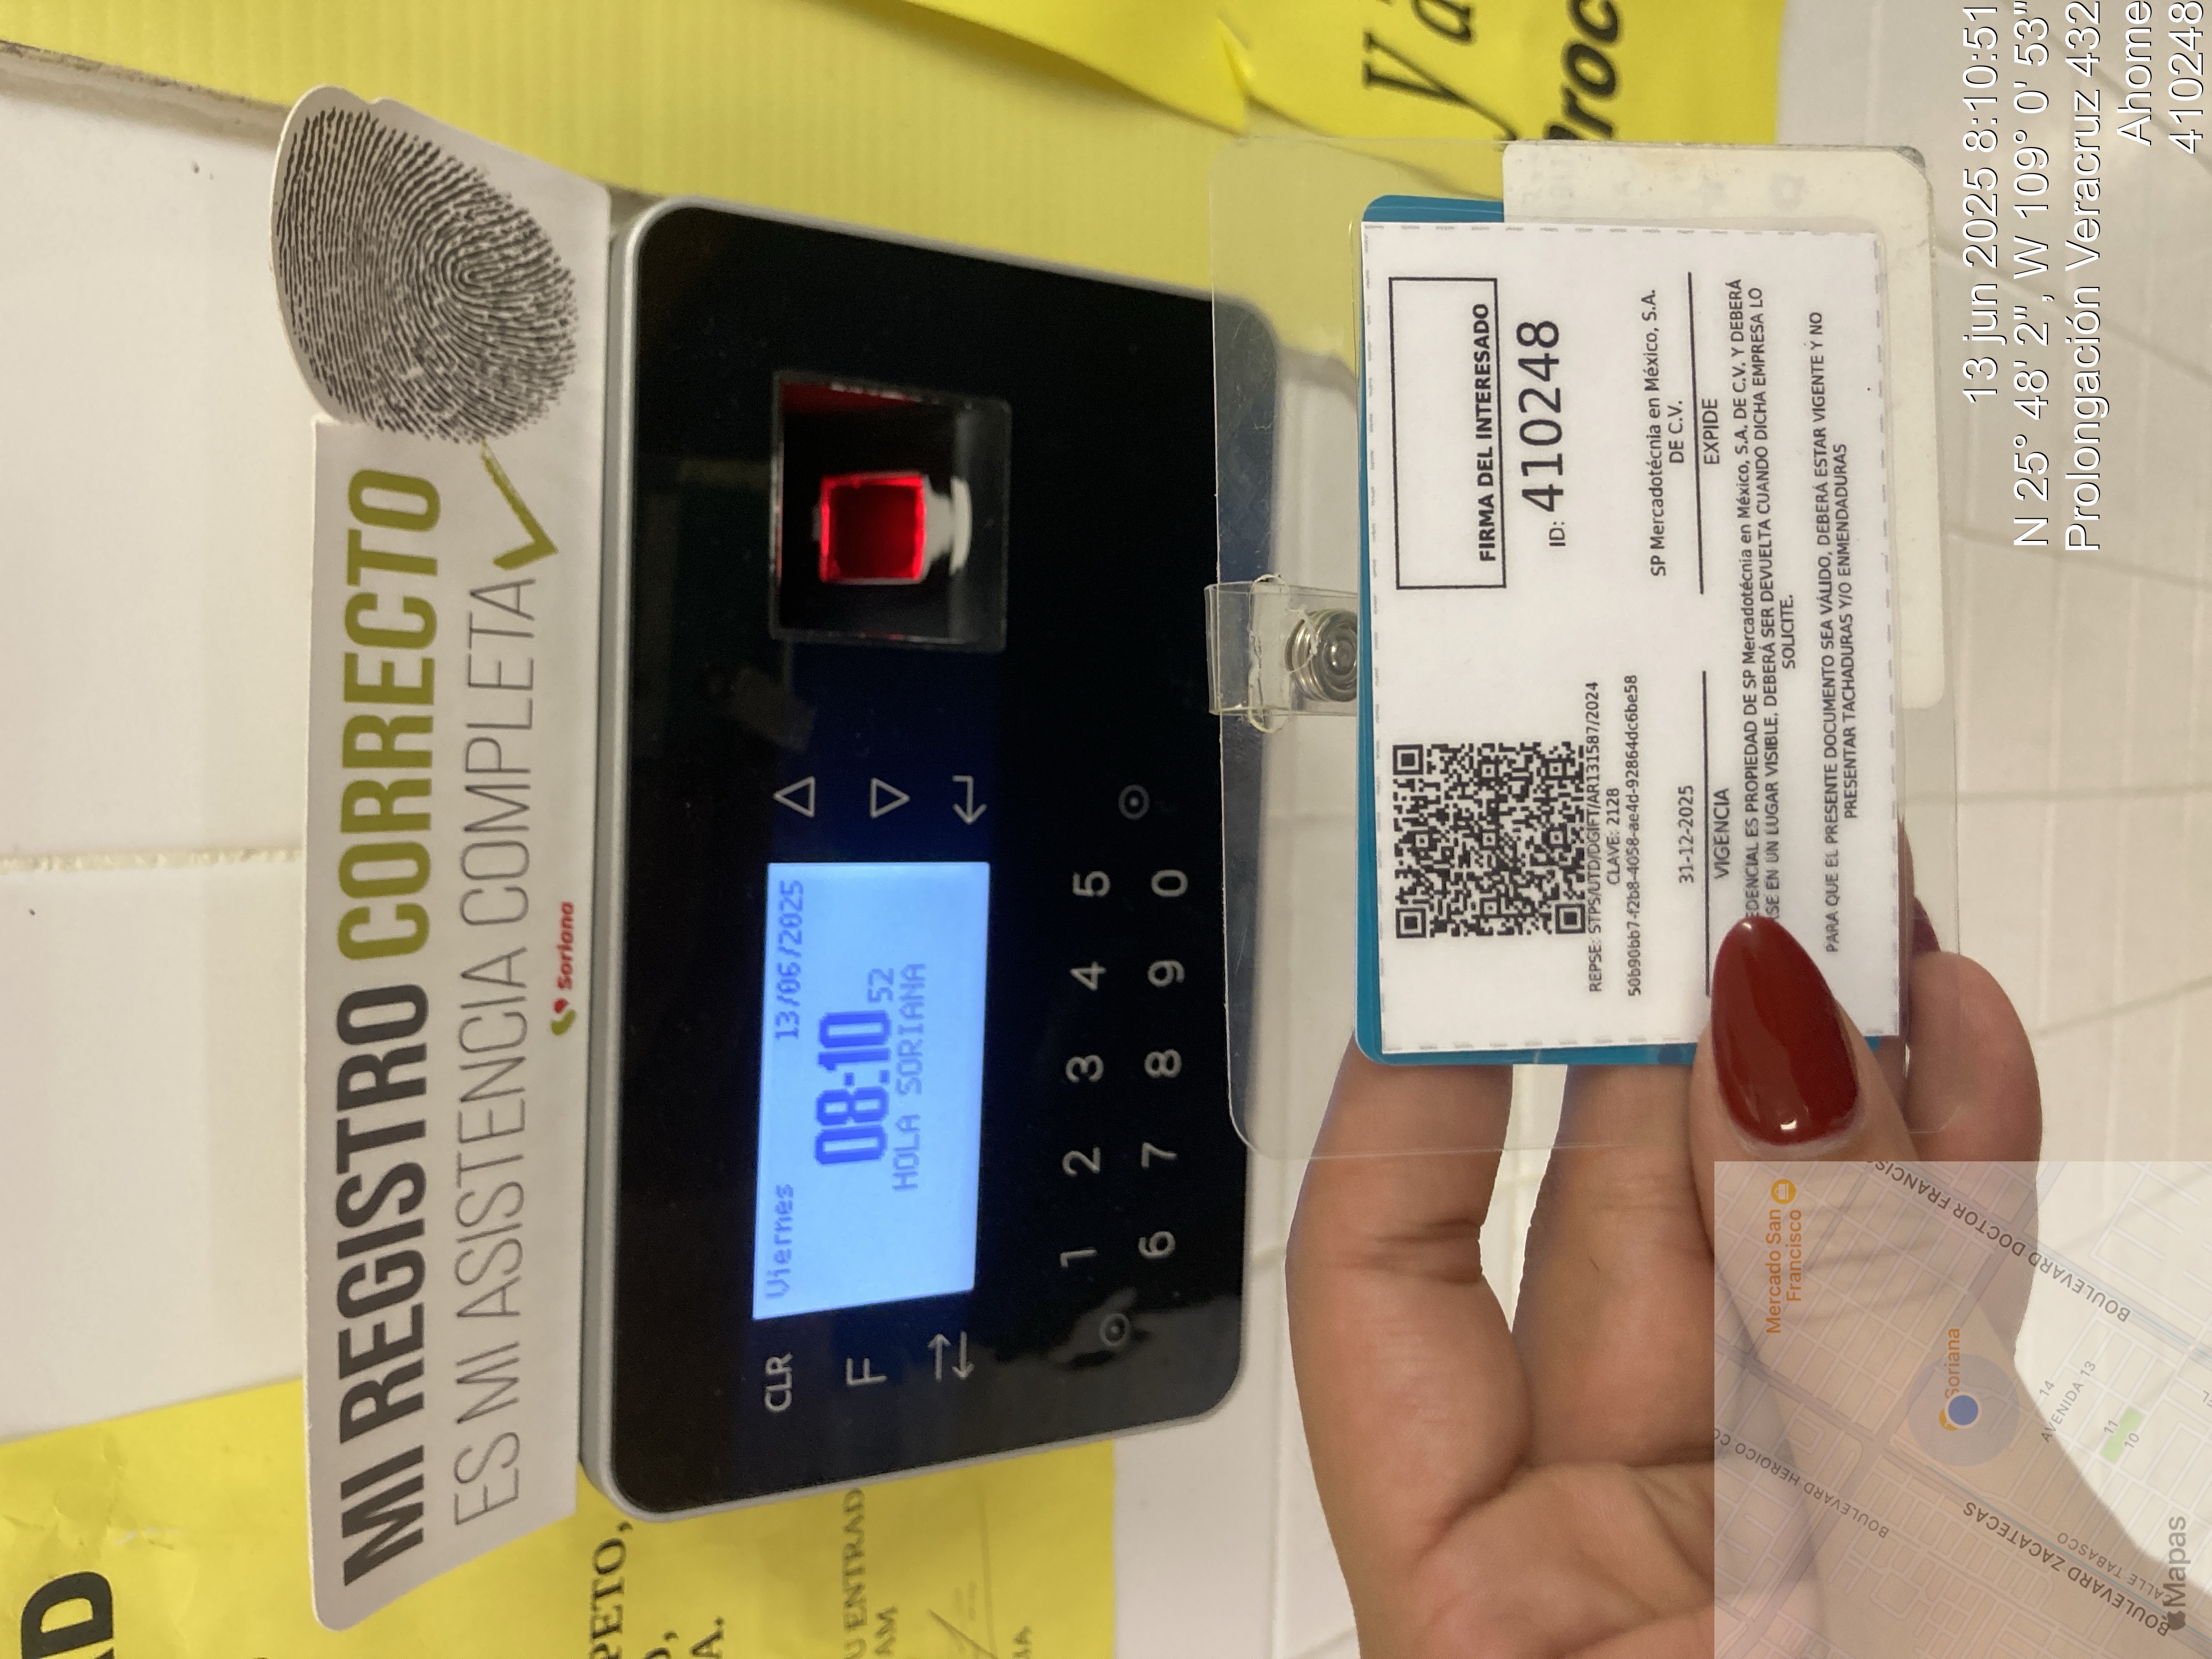 MI REGISTRO CORRECTO
ES MI ASISTENCIA COMPLETA
Soriana
CLR
F
Viernes 13/06/2025
08:10 52
HOLA SORIANA
1 2 3 4 5
6 7 8 9 0
FIRMA DEL INTERESADO
ID: 410248
REPSE: STPS/UTD/DGIFT/AR131587/2024
CLAVE: 2128
50b90bb7-f2b8-4058-ae4d-92864dc6be58
31-12-2025
VIGENCIA
SP Mercadotécnia en México, S.A.
DE C.V.
EXPIDE
ES PROPIEDAD DE SP Mercadotécnia en México, S.A. DE C.V. Y DEBERÁ
EN UN LUGAR VISIBLE, DEBERÁ SER DEVUELTA CUANDO DICHA EMPRESA LO
SOLICITE.
PARA QUE EL PRESENTE DOCUMENTO SEA VÁLIDO, DEBERÁ ESTAR VIGENTE Y NO
PRESENTAR TACHADURAS Y/O ENMENDADURAS
13 jun 2025 8:10:51
N 25° 48' 2", W 109° 0' 53"
Prolongación Veracruz 432
Ahome
410248
Mercado San
Francisco
Soriana
BOULEVARD DOCTOR
AVENIDA 13
AV. 14
11
10
BOULEVARD HEROICO
BOULEVARD ZACATECAS
CALLE TABASCO
Mapas